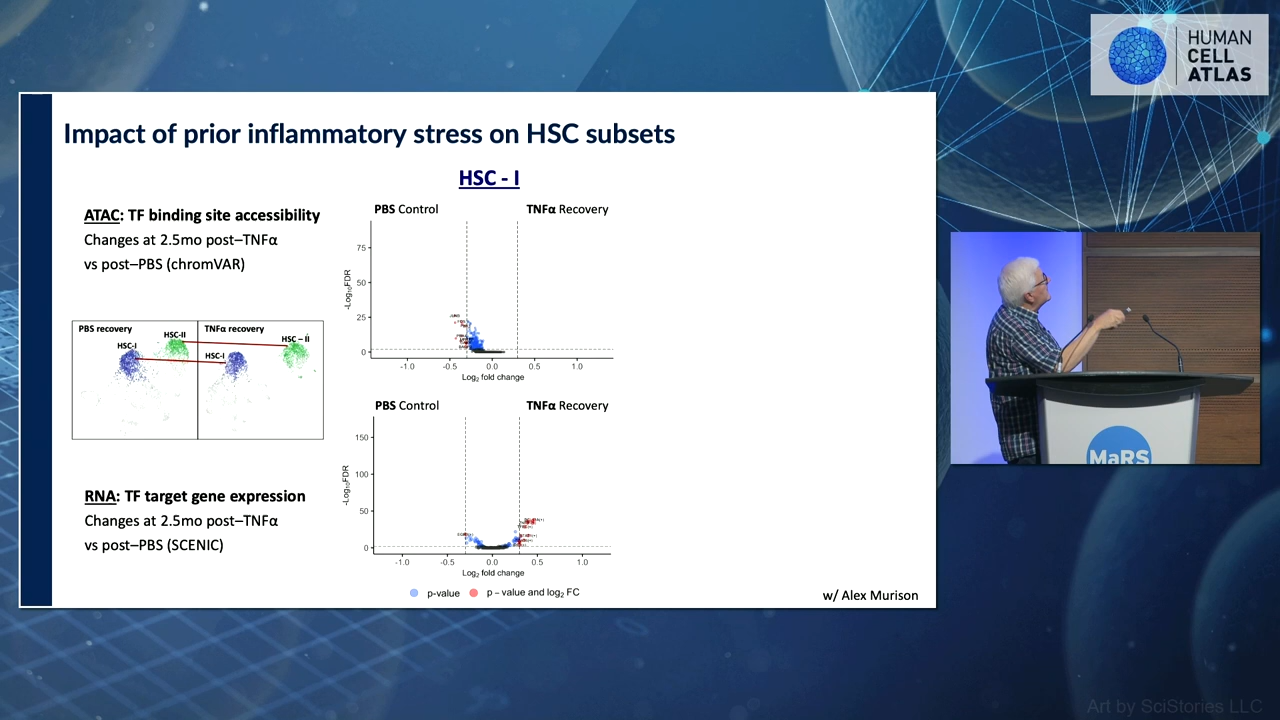 HUMAN
CELL
ATLAS
Impact of prior inflammatory stress on HSC subsets
HSC - I
ATAC: TF binding site accessibility
Changes at 2.5mo post–TNFα
vs post–PBS (chromVAR)
PBS Control
TNFα Recovery
-Log10FDR
75
50
25
0
-1.0
-0.5
0.0
0.5
1.0
Log2 fold change
PBS recovery
TNFα recovery
HSC-II
HSC-I
HSC-I
HSC – II
RNA: TF target gene expression
Changes at 2.5mo post–TNFα
vs post–PBS (SCENIC)
PBS Control
TNFα Recovery
-Log10FDR
150
100
50
0
-1.0
-0.5
0.0
0.5
1.0
Log2 fold change
p-value
p – value and log2 FC
w/ Alex Murison
MaRS
Art by SciStories LLC